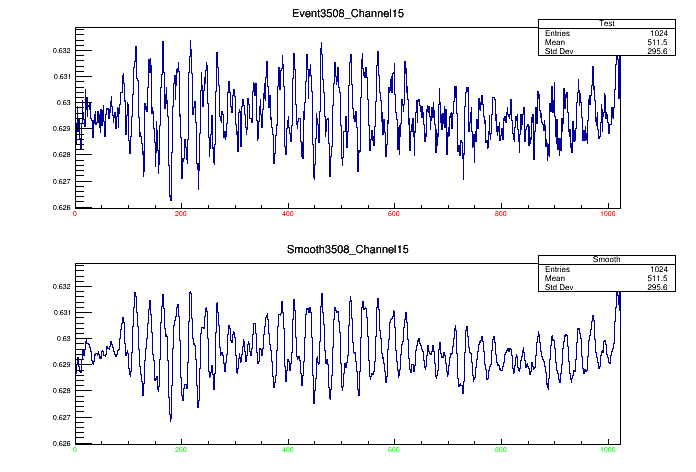 Event3508_Channel15
Test
Entries 1024
Mean 511.5
Std Dev 295.6
0.632
0.631
0.63
0.629
0.628
0.627
0.626
0 200 400 600 800 1000
Smooth3508_Channel15
Smooth
Entries 1024
Mean 511.5
Std Dev 295.6
0.632
0.631
0.63
0.629
0.628
0.627
0.626
0 200 400 600 800 1000